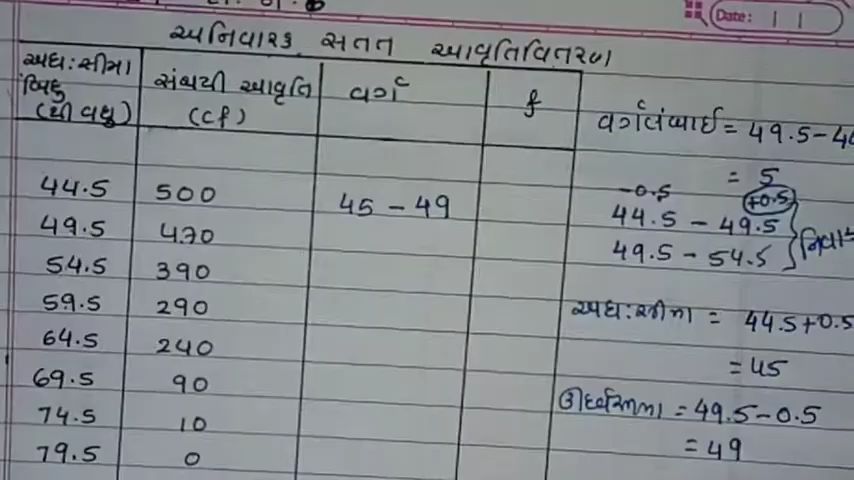 Date: | |
અનિવારક સતત આવૃતિવિતરણ
અધ:સીમા બિંદુ (થી વધુ) | સંચયી આવૃતિ (cf) | વર્ગ | f
44.5 500 45 - 49
49.5 470
54.5 390
59.5 290
64.5 240
69.5 90
74.5 10
79.5 0
વર્ગલંબાઈ = 49.5 - 44
= 5
-0.5 +0.5
44.5 - 49.5
49.5 - 54.5
અધ:સીમા = 44.5 + 0.5
= 45
ઊર્ધ્વસીમા = 49.5 - 0.5
= 49